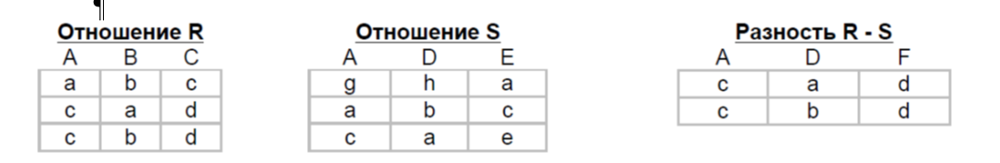 ¶
Отношение R Отношение S Разность R - S
A B C A D E A D F
a b c g h a c a d
c a d a b c c b d
c b d c a e